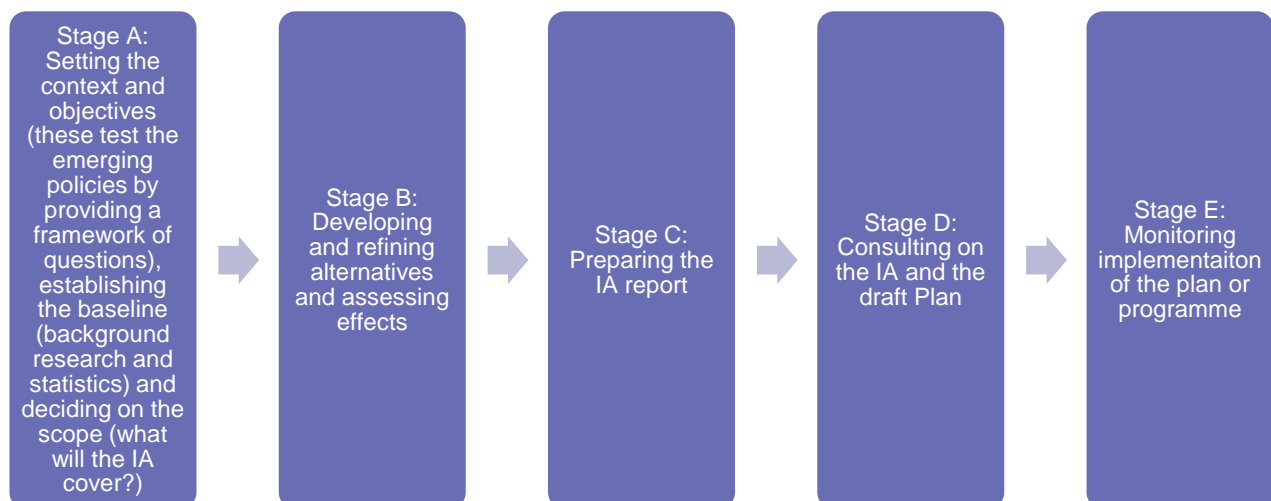 Stage A:
Setting the
context and
objectives
(these test the
emerging
policies by
providing a
framework of
questions),
establishing
the baseline
(background
research and
statistics) and
deciding on the
scope (what
will the IA
cover?)
Stage B:
Developing
and refining
alternatives
and assessing
effects
Stage C:
Preparing the
IA report
Stage D:
Consulting on
the IA and the
draft Plan
Stage E:
Monitoring
implementaiton
of the plan or
programme